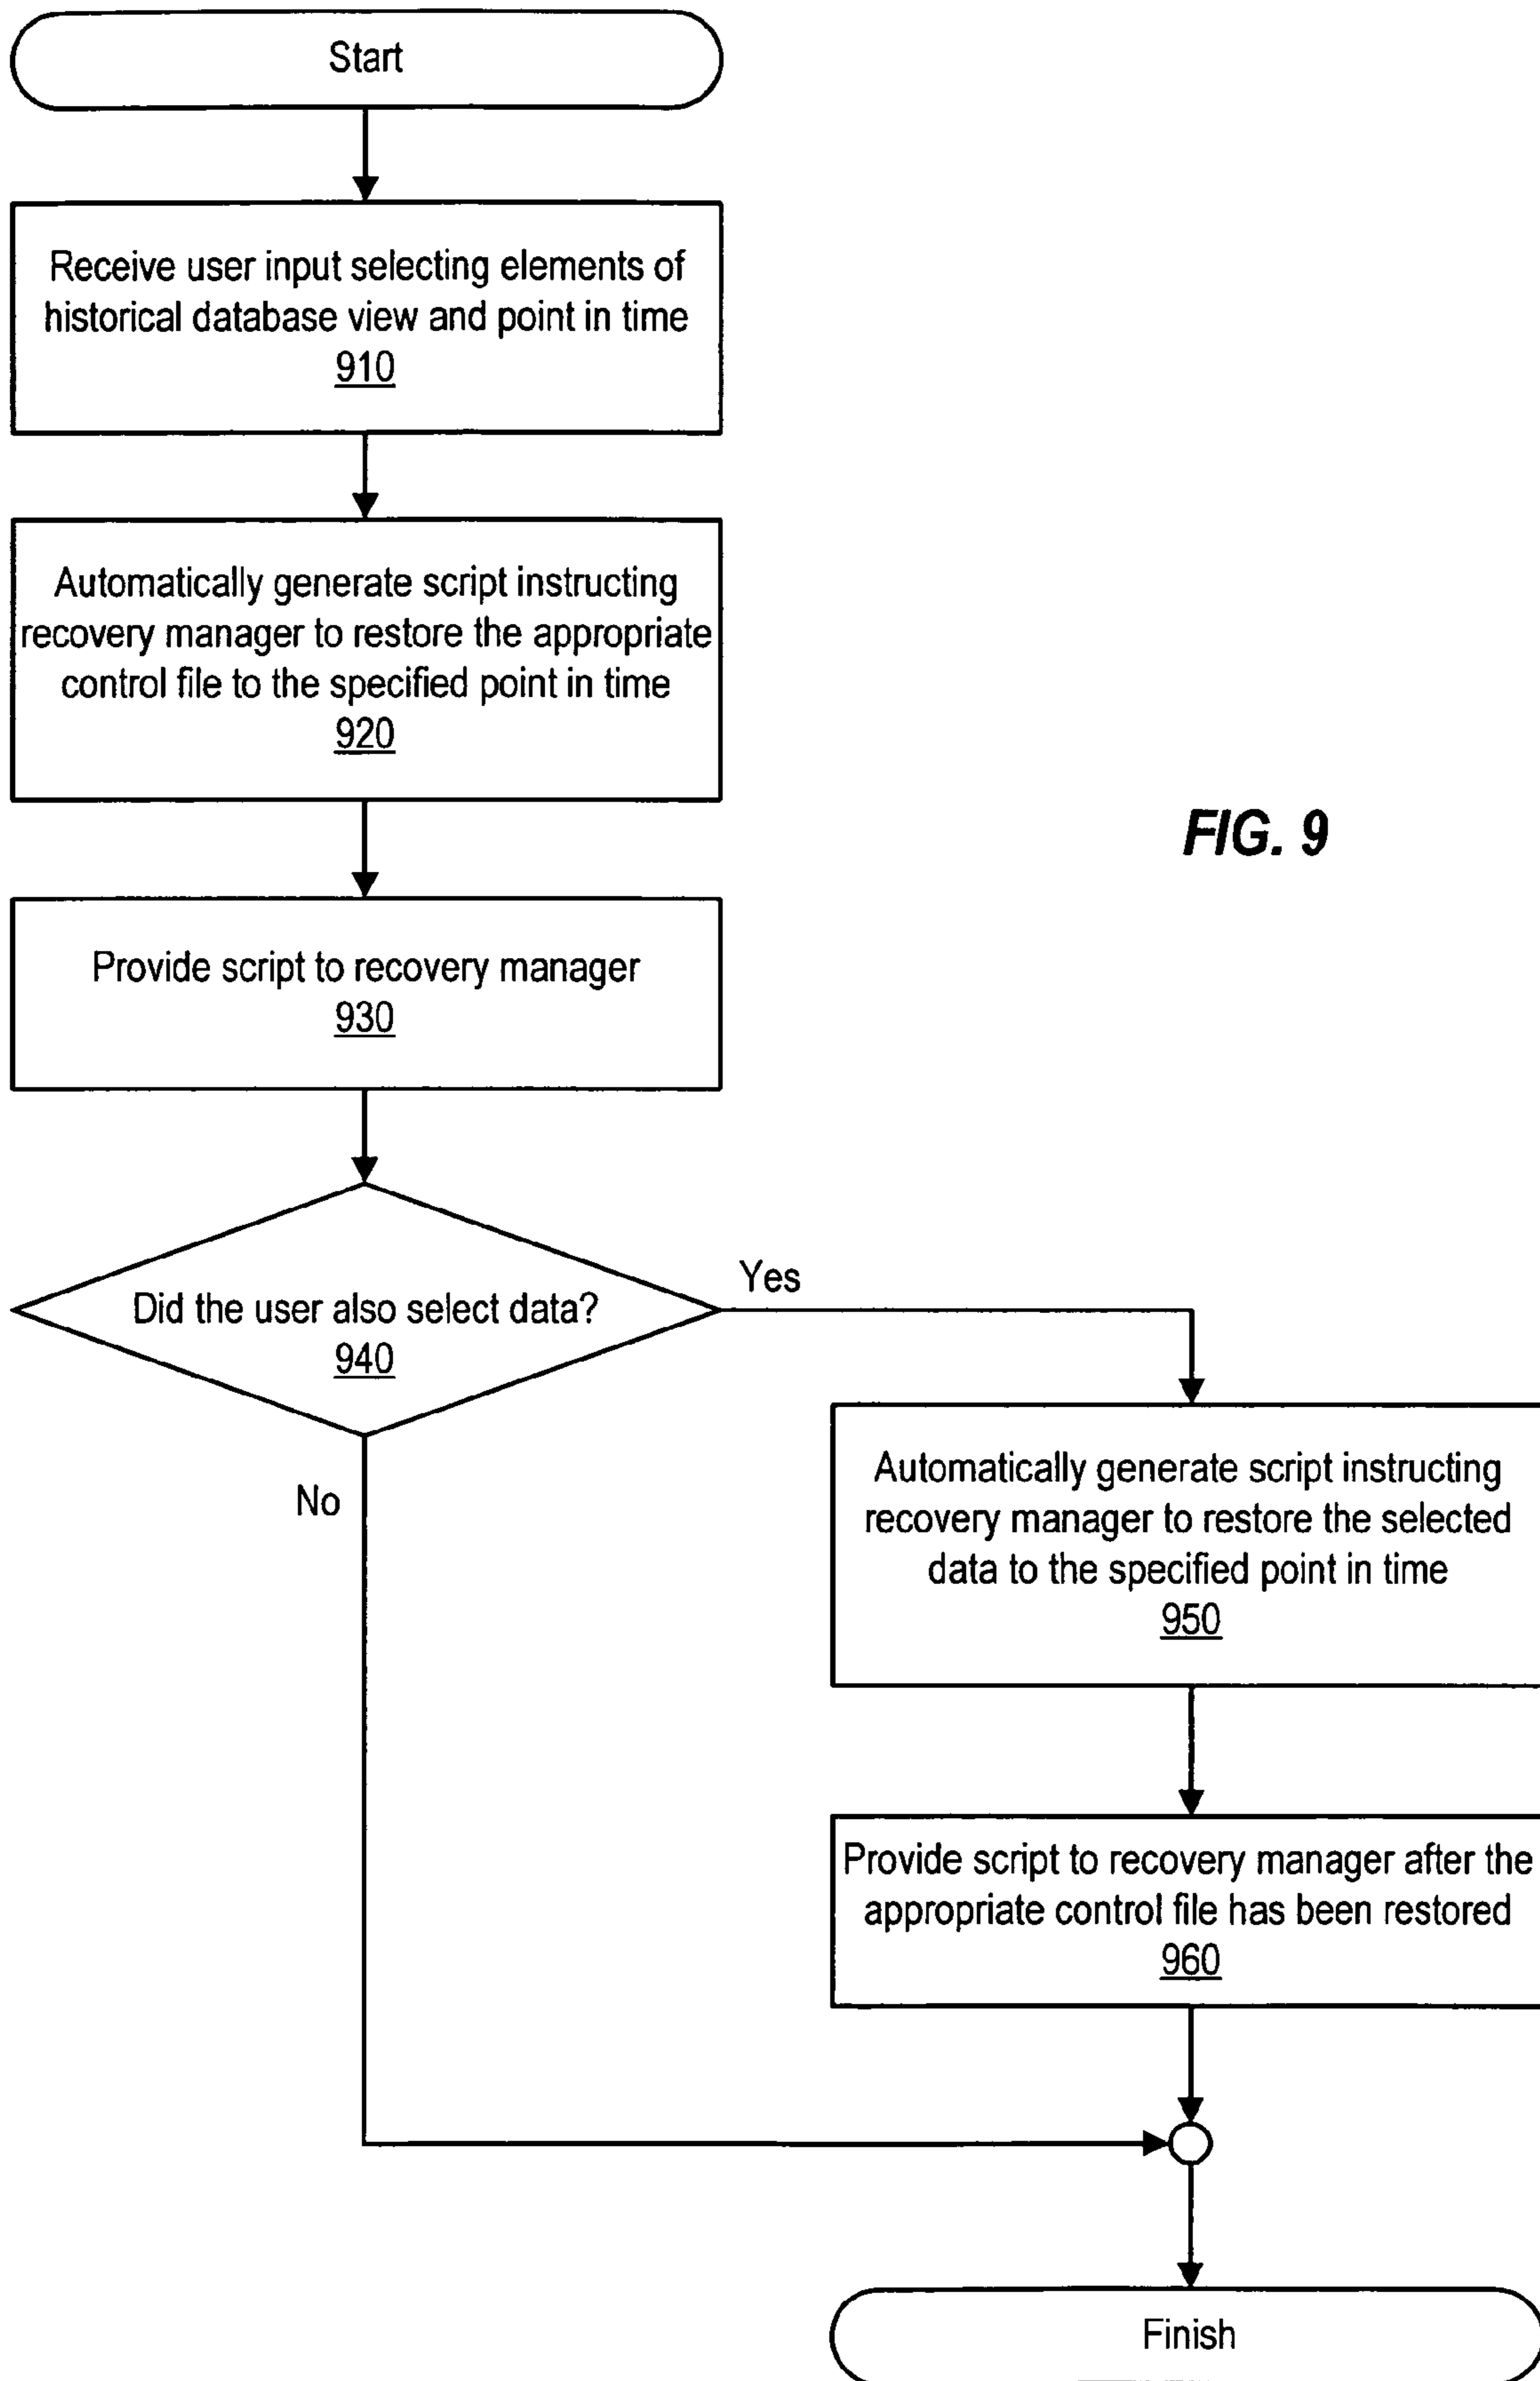 Start
Receive user input selecting elements of
historical database view and point in time
910
Automatically generate script instructing
recovery manager to restore the appropriate
control file to the specified point in time
920
FIG. 9
Provide script to recovery manager
930
Did the user also select data?
940
Yes
No
Automatically generate script instructing
recovery manager to restore the selected
data to the specified point in time
950
Provide script to recovery manager after the
appropriate control file has been restored
960
Finish